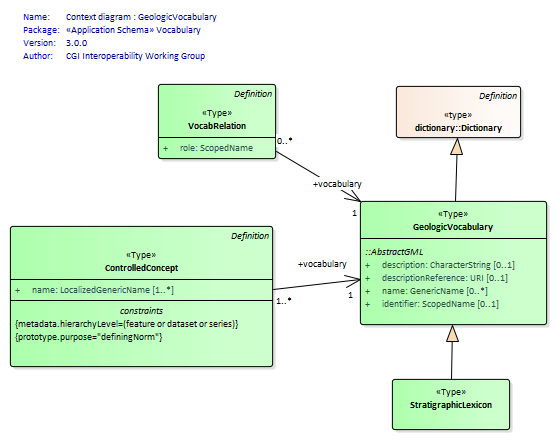 Name: Context diagram : GeologicVocabulary
Package: «Application Schema» Vocabulary
Version: 3.0.0
Author: CGI Interoperability Working Group
Definition
«Type»
VocabRelation
+ role: ScopedName
Definition
«type»
dictionary::Dictionary
0..*
+vocabulary
1
«Type»
GeologicVocabulary
::AbstractGML
+ description: CharacterString [0..1]
+ descriptionReference: URI [0..1]
+ name: GenericName [0..*]
+ identifier: ScopedName [0..1]
Definition
«Type»
ControlledConcept
+ name: LocalizedGenericName [1..*]
constraints
{metadata.hierarchyLevel=(feature or dataset or series)}
{prototype.purpose="definingNorm"}
+vocabulary
1..*
1
«Type»
StratigraphicLexicon